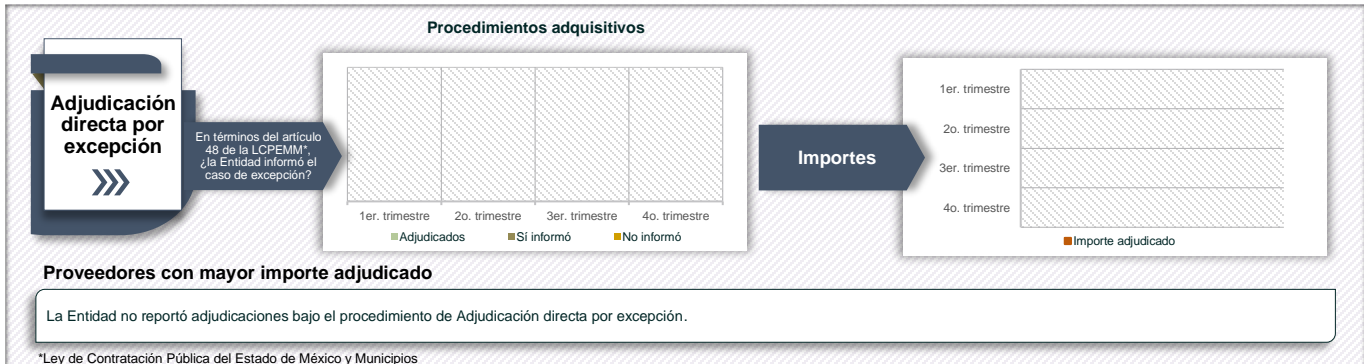 Procedimientos adquisitivos
Adjudicación
directa por
excepción
En términos del artículo
48 de la LCPEMM*,
¿la Entidad informó el
caso de excepción?
1er. trimestre
2o. trimestre
3er. trimestre
4o. trimestre
Adjudicados
Sí informó
No informó
Importes
1er. trimestre
2o. trimestre
3er. trimestre
4o. trimestre
Importe adjudicado
Proveedores con mayor importe adjudicado
La Entidad no reportó adjudicaciones bajo el procedimiento de Adjudicación directa por excepción.
*Ley de Contratación Pública del Estado de México y Municipios